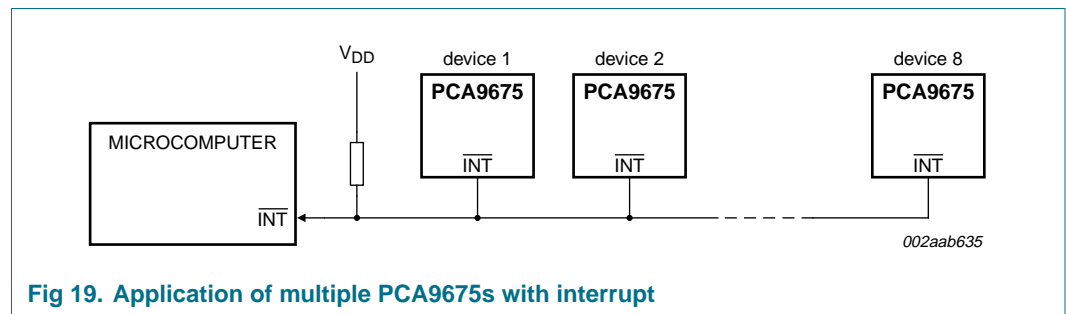 V_DD
device 1
device 2
device 8
PCA9675
PCA9675
PCA9675
MICROCOMPUTER
INT
INT
INT
INT
002aab635
Fig 19. Application of multiple PCA9675s with interrupt